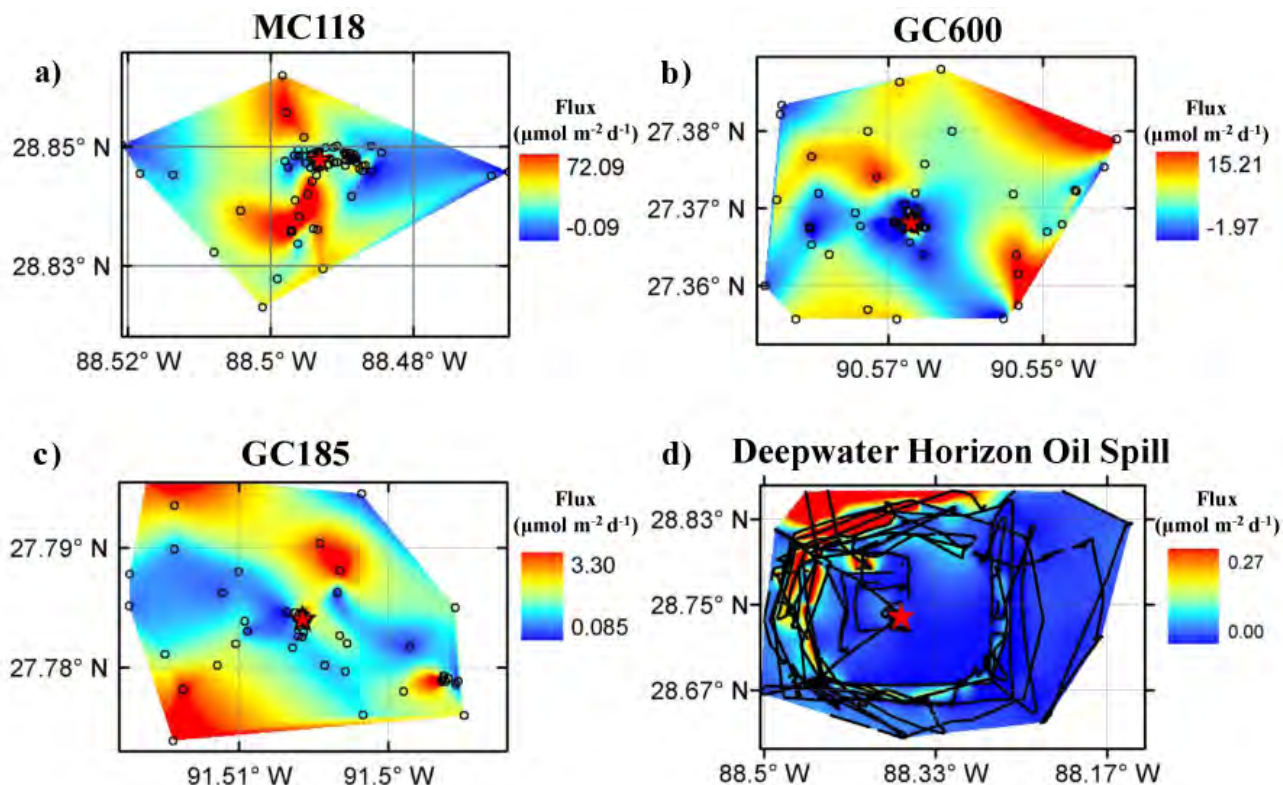 MC118
a)
28.85° N
28.83° N
88.52° W 88.5° W 88.48° W
Flux
(μmol m⁻² d⁻¹)
72.09
-0.09
GC600
b)
27.38° N
27.37° N
27.36° N
90.57° W 90.55° W
Flux
(μmol m⁻² d⁻¹)
15.21
-1.97
GC185
c)
27.79° N
27.78° N
91.51° W 91.5° W
Flux
(μmol m⁻² d⁻¹)
3.30
0.085
d) Deepwater Horizon Oil Spill
28.83° N
28.75° N
28.67° N
88.5° W 88.33° W 88.17° W
Flux
(μmol m⁻² d⁻¹)
0.27
0.00